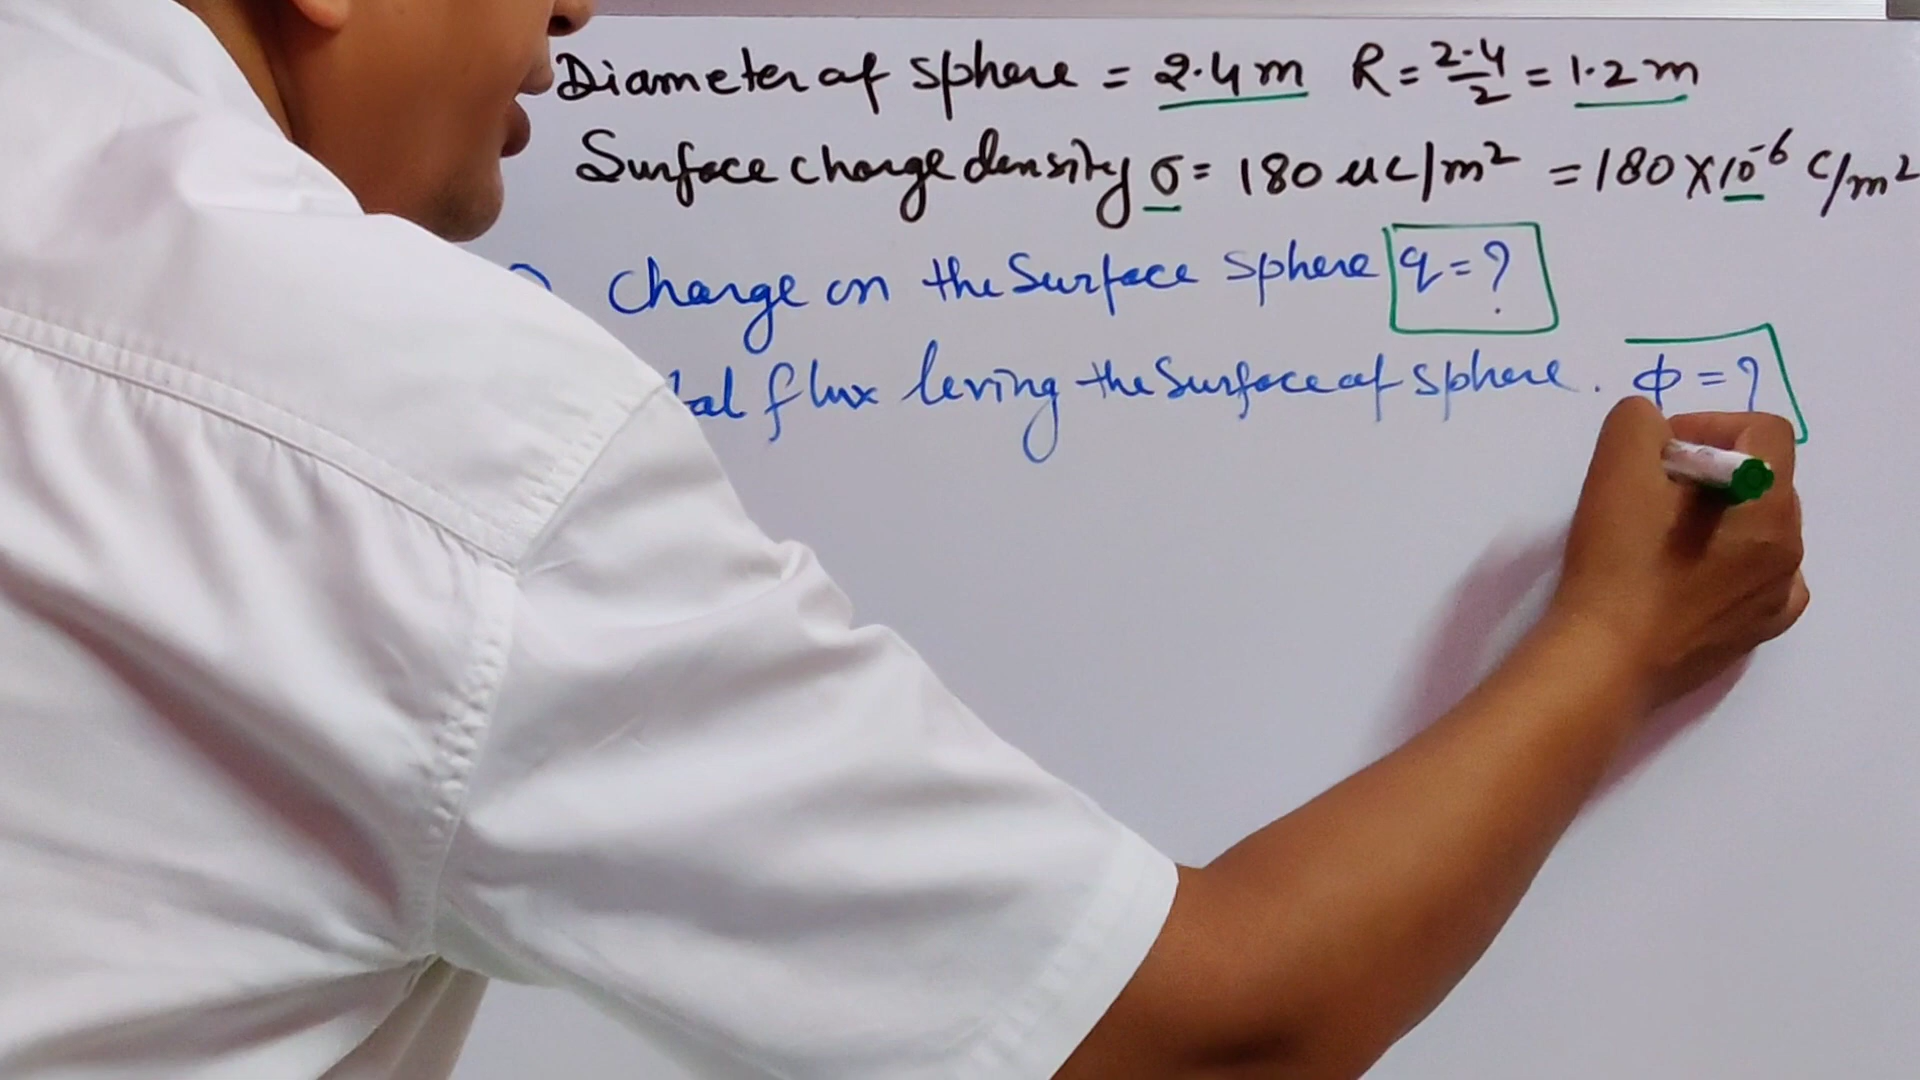 Diameter of sphere = 2.4 m R = 2.4/2 = 1.2 m
Surface charge density σ = 180 μc/m² = 180 × 10⁻⁶ C/m²
Charge on the Surface sphere q = ?
flux leving the Surface of sphere. ϕ = ?